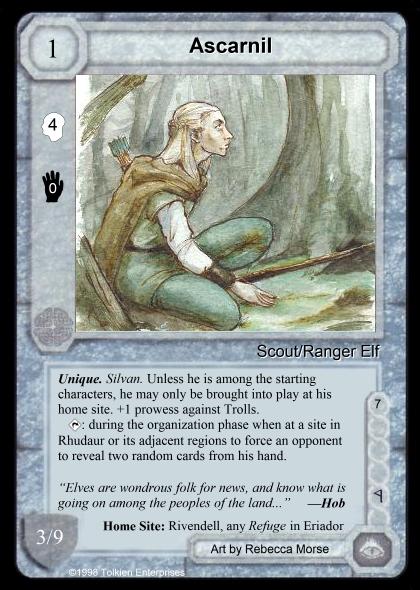 1
Ascarnil
4
0
Scout/Ranger Elf
Unique. Silvan. Unless he is among the starting
characters, he may only be brought into play at his
home site. +1 prowess against Trolls.
: during the organization phase when at a site in
Rhudaur or its adjacent regions to force an opponent
to reveal two random cards from his hand.
7
“Elves are wondrous folk for news, and know what is
going on among the peoples of the land...” —Hob
Home Site: Rivendell, any Refuge in Eriador
3/9
Art by Rebecca Morse
©1998 Tolkien Enterprises